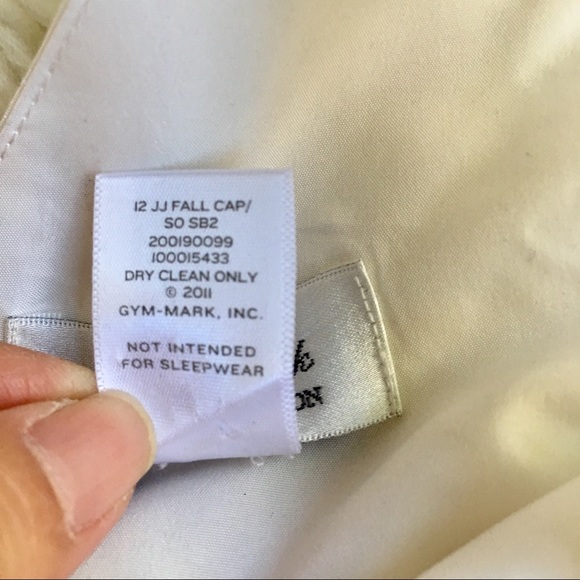 12 JJ FALL CAP/
SO SB2
200190099
100015433
DRY CLEAN ONLY
© 2011
GYM-MARK, INC.
NOT INTENDED
FOR SLEEPWEAR